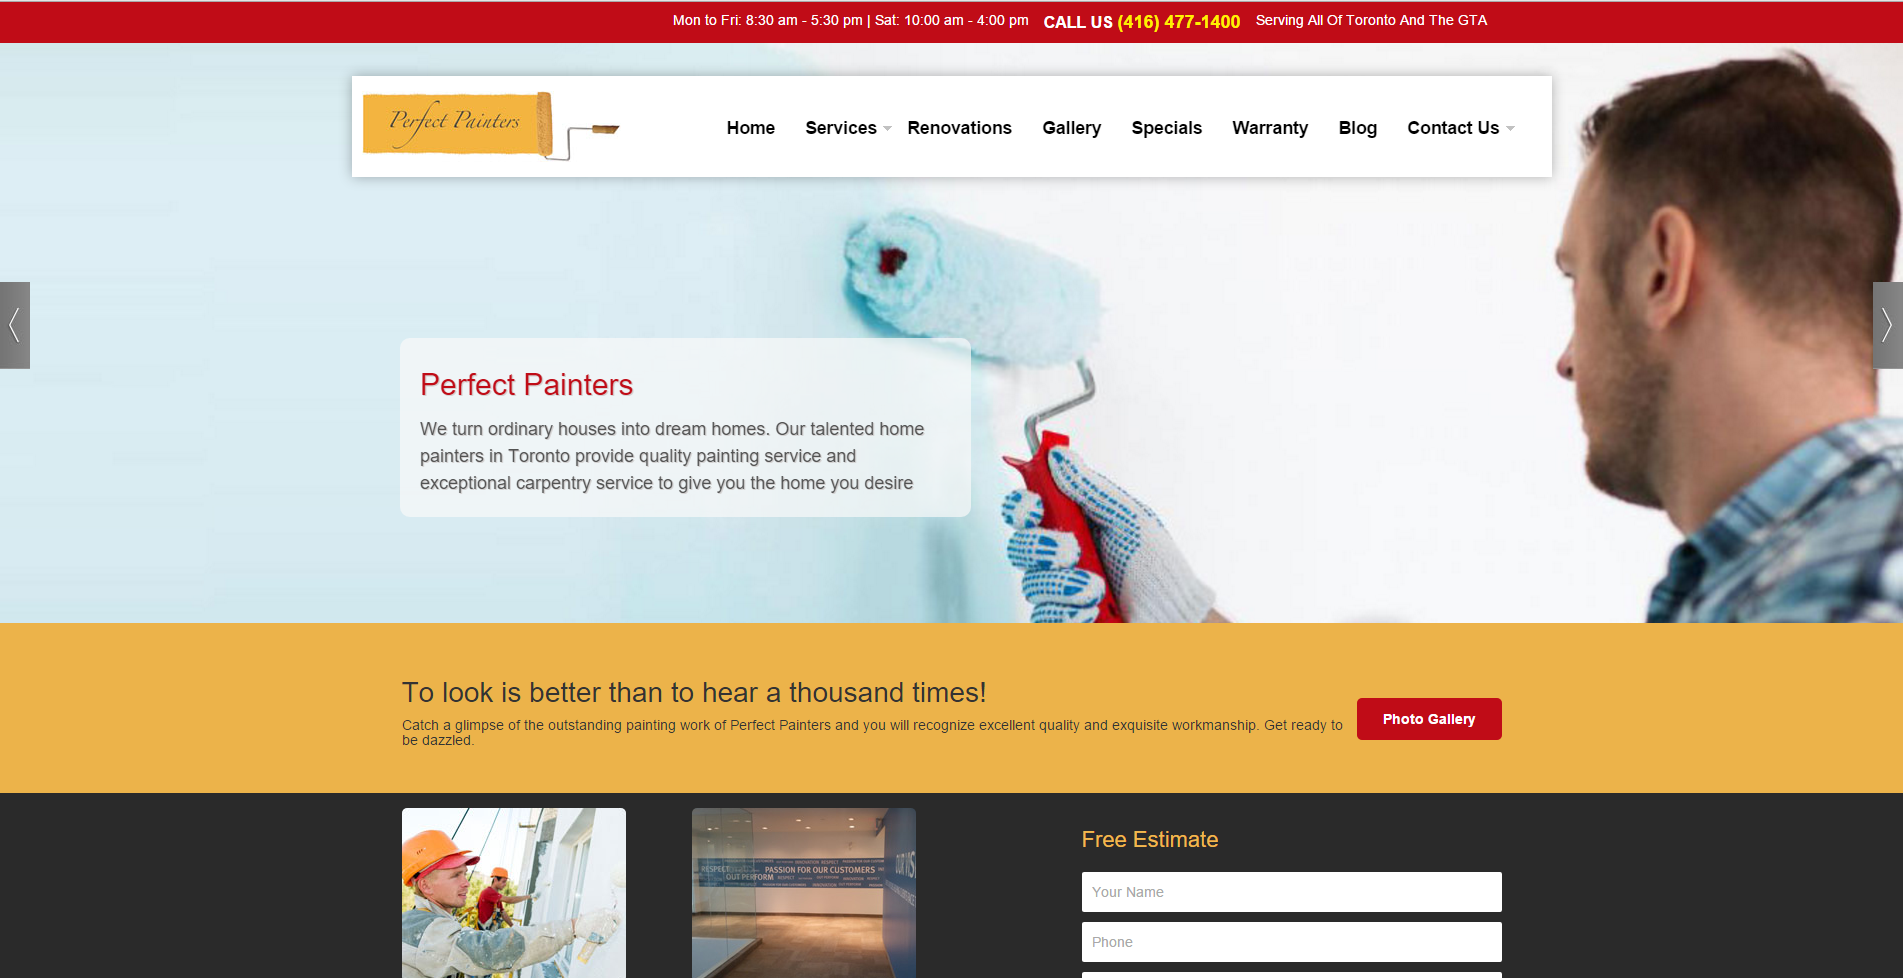 Mon to Fri: 8:30 am - 5:30 pm | Sat: 10:00 am - 4:00 pm CALL US (416) 477-1400 Serving All Of Toronto And The GTA
Perfect Painters
Home Services Renovations Gallery Specials Warranty Blog Contact Us
Perfect Painters
We turn ordinary houses into dream homes. Our talented home
painters in Toronto provide quality painting service and
exceptional carpentry service to give you the home you desire
To look is better than to hear a thousand times!
Catch a glimpse of the outstanding painting work of Perfect Painters and you will recognize excellent quality and exquisite workmanship. Get ready to
be dazzled.
Photo Gallery
RESPECT PASSION FOR OUR CUSTOMERS
OUT PERFORM RESPECT
Free Estimate
Your Name
Phone